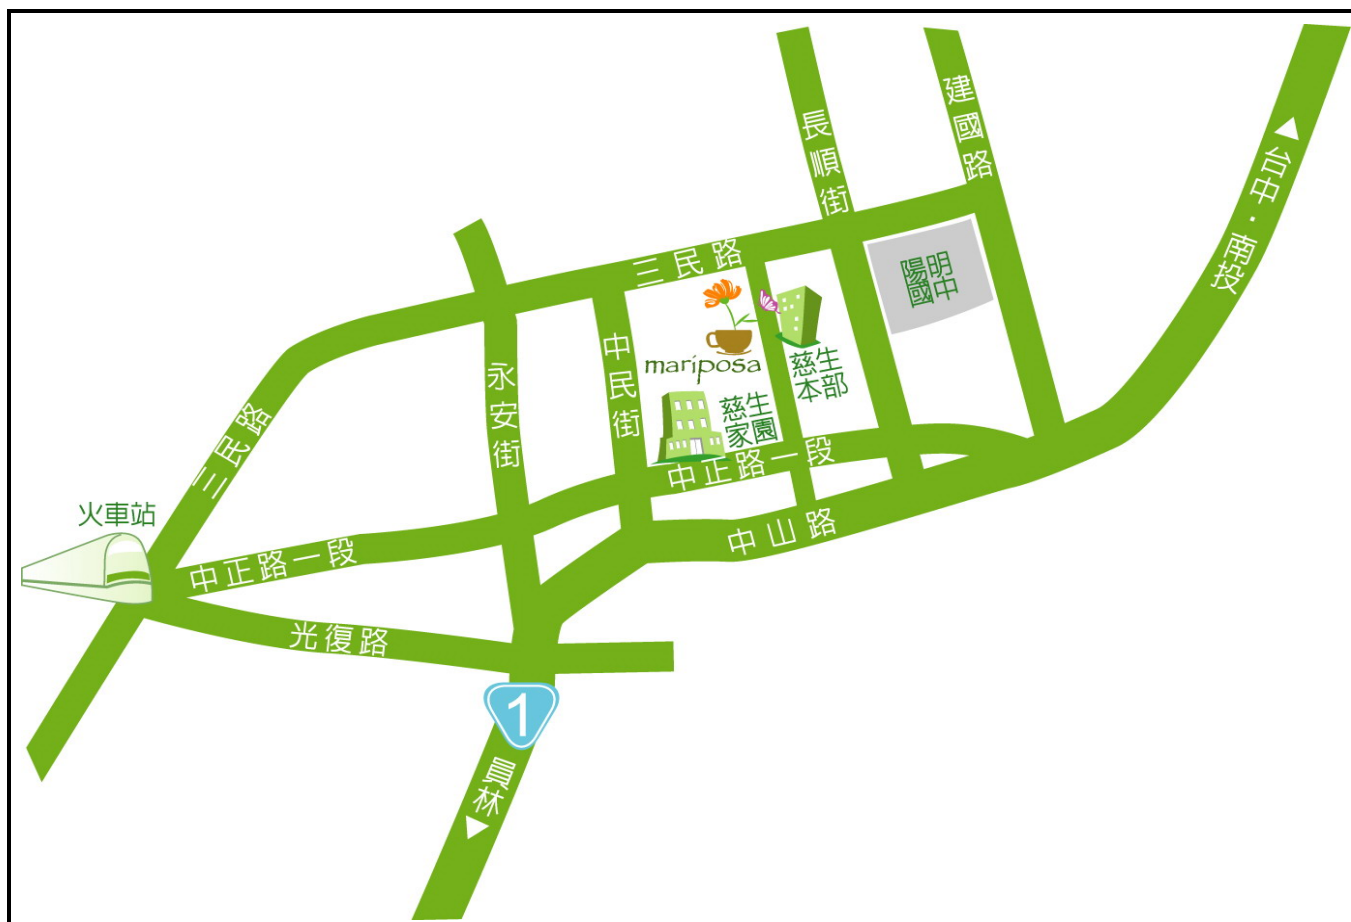 長順街
建國路
台中·南投
三民路
陽明
國中
mariposa
慈生
本部
慈生
家園
中民街
永安街
三民路
中正路一段
火車站
中山路
中正路一段
光復路
1
員林